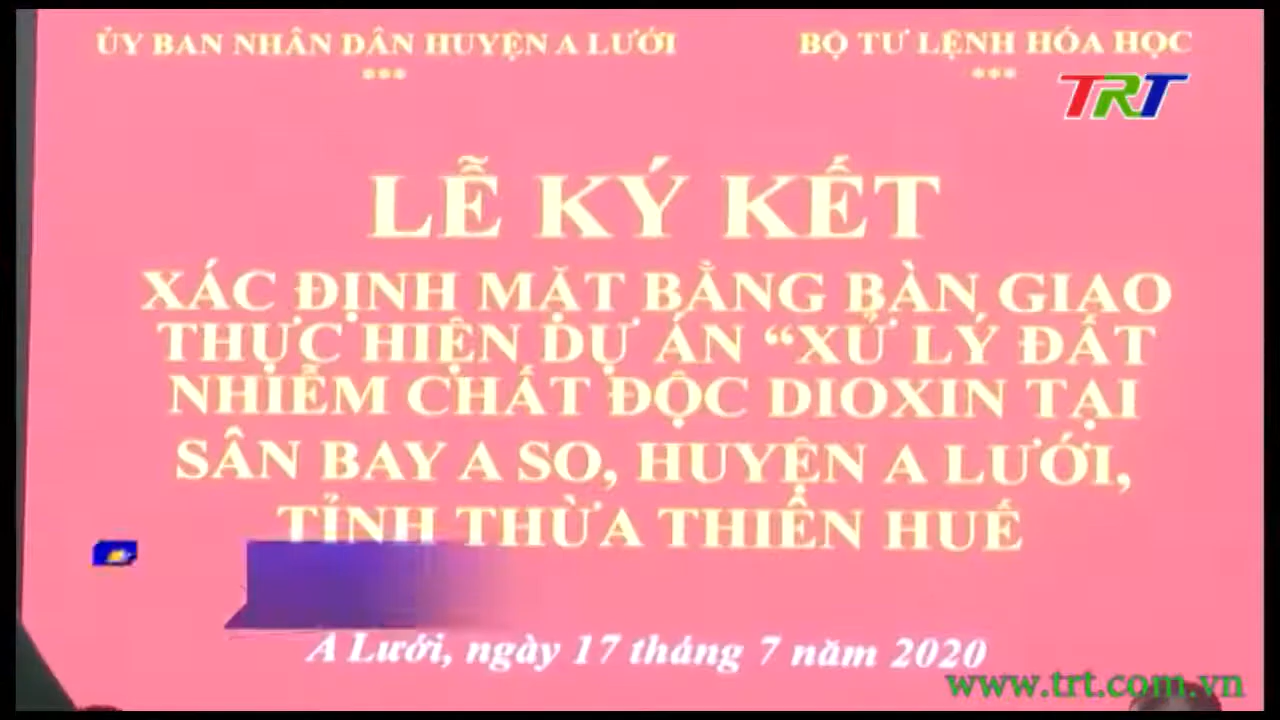 ỦY BAN NHÂN DÂN HUYỆN A LƯỚI
BỘ TƯ LỆNH HÓA HỌC
***
***
TRT
LỄ KÝ KẾT
XÁC ĐỊNH MẶT BẰNG BÀN GIAO
THỰC HIỆN DỰ ÁN “XỬ LÝ ĐẤT
NHIỄM CHẤT ĐỘC DIOXIN TẠI
SÂN BAY A SO, HUYỆN A LƯỚI,
TỈNH THỪA THIÊN HUẾ
A Lưới, ngày 17 tháng 7 năm 2020
www.trt.com.vn